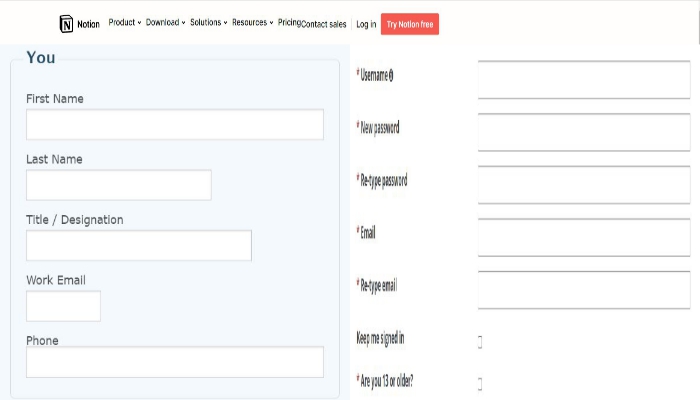 Notion Product Download Solutions Resources Pricing Contact sales Log in Try Notion free
You
First Name
Last Name
Title / Designation
Work Email
Phone
* Username
* New password
* Re-type password
* Email
* Re-type email
Keep me signed in
* Are you 13 or older?